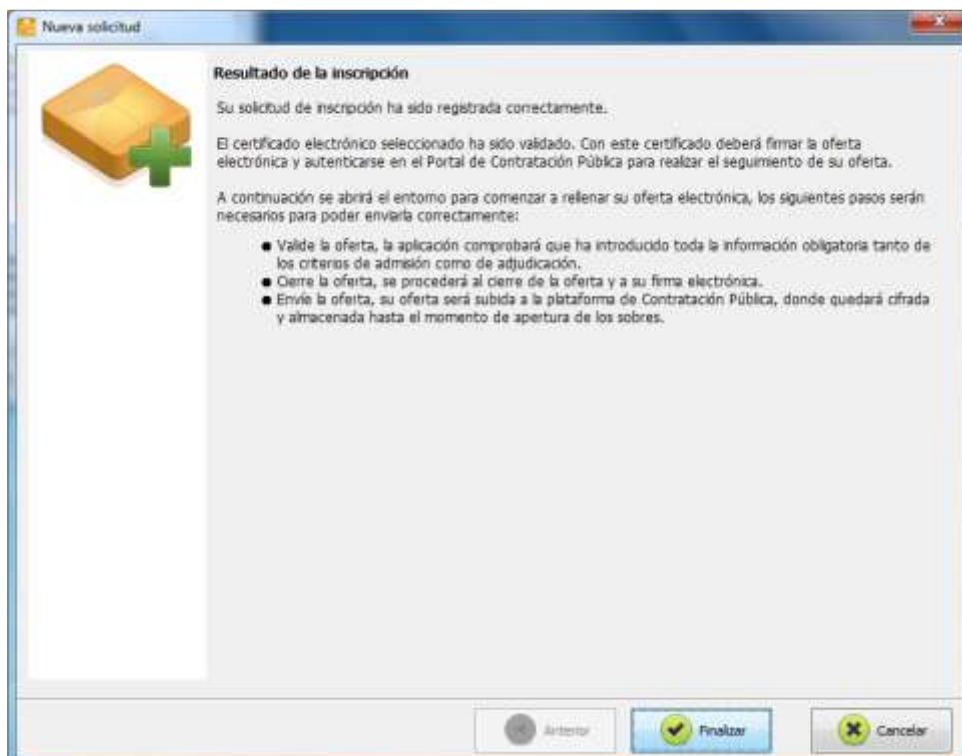 Nueva solicitud
Resultado de la inscripción
Su solicitud de inscripción ha sido registrada correctamente.
El certificado electrónico seleccionado ha sido validado. Con este certificado deberá firmar la oferta
electrónica y autenticarse en el Portal de Contratación Pública para realizar el seguimiento de su oferta.
A continuación se abrirá el entorno para comenzar a rellenar su oferta electrónica, los siguientes pasos serán
necesarios para poder enviarla correctamente:
● Valide la oferta, la aplicación comprobará que ha introducido toda la información obligatoria tanto de
los criterios de admisión como de adjudicación.
● Cierre la oferta, se procederá al cierre de la oferta y a su firma electrónica.
● Envíe la oferta, su oferta será subida a la plataforma de Contratación Pública, donde quedará cifrada
y almacenada hasta el momento de apertura de los sobres.
Anterior
Finalizar
Cancelar